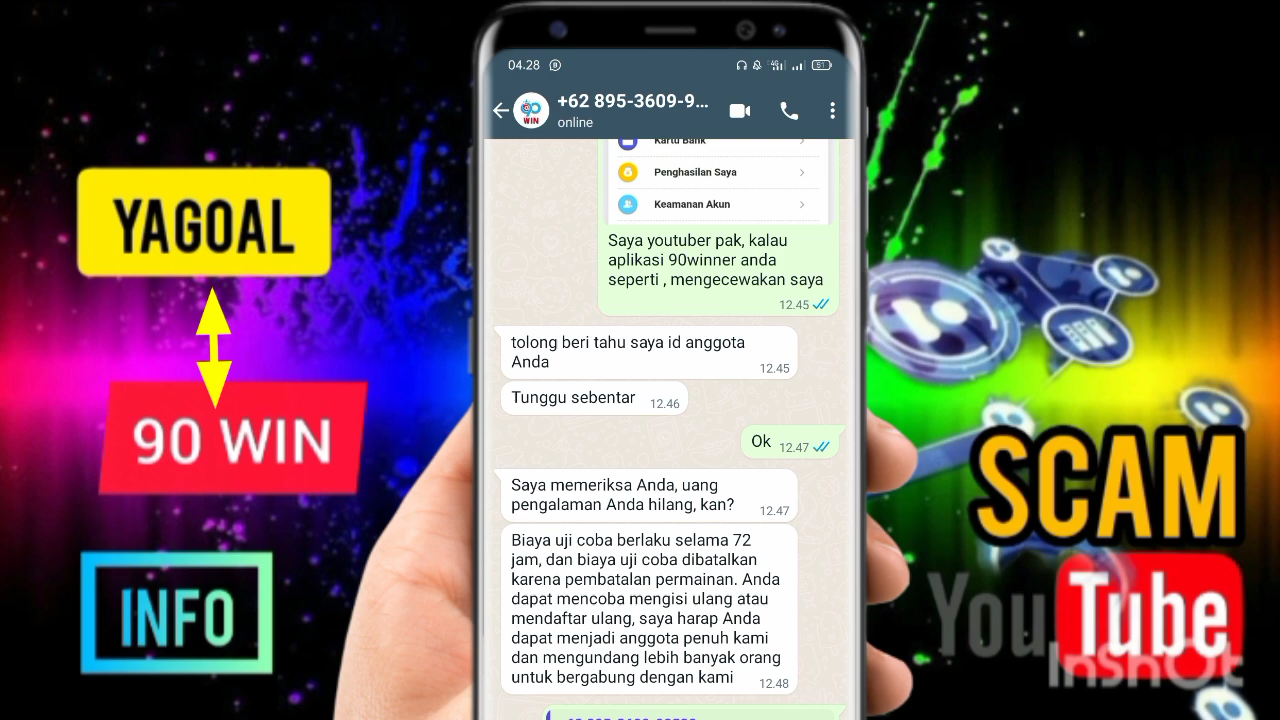 YAGOAL
90 WIN
INFO
04.28
51
90
WIN
+62 895-3609-9...
online
Kartu Bank
Penghasilan Saya
Keamanan Akun
Saya youtuber pak, kalau
aplikasi 90winner anda
seperti , mengecewakan saya
12.45
tolong beri tahu saya id anggota
Anda
12.45
Tunggu sebentar 12.46
Ok 12.47
Saya memeriksa Anda, uang
pengalaman Anda hilang, kan?
12.47
Biaya uji coba berlaku selama 72
jam, dan biaya uji coba dibatalkan
karena pembatalan permainan. Anda
dapat mencoba mengisi ulang atau
mendaftar ulang, saya harap Anda
dapat menjadi anggota penuh kami
dan mengundang lebih banyak orang
untuk bergabung dengan kami
12.48
SCAM
YouTube
InShOt